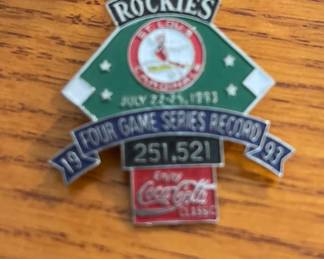 ROCKIES
ST. LOUIS
CARDINALS
JULY 22-25, 1993
FOUR GAME SERIES RECORD
19 93
251,521
Enjoy
Coca-Cola
CLASSIC